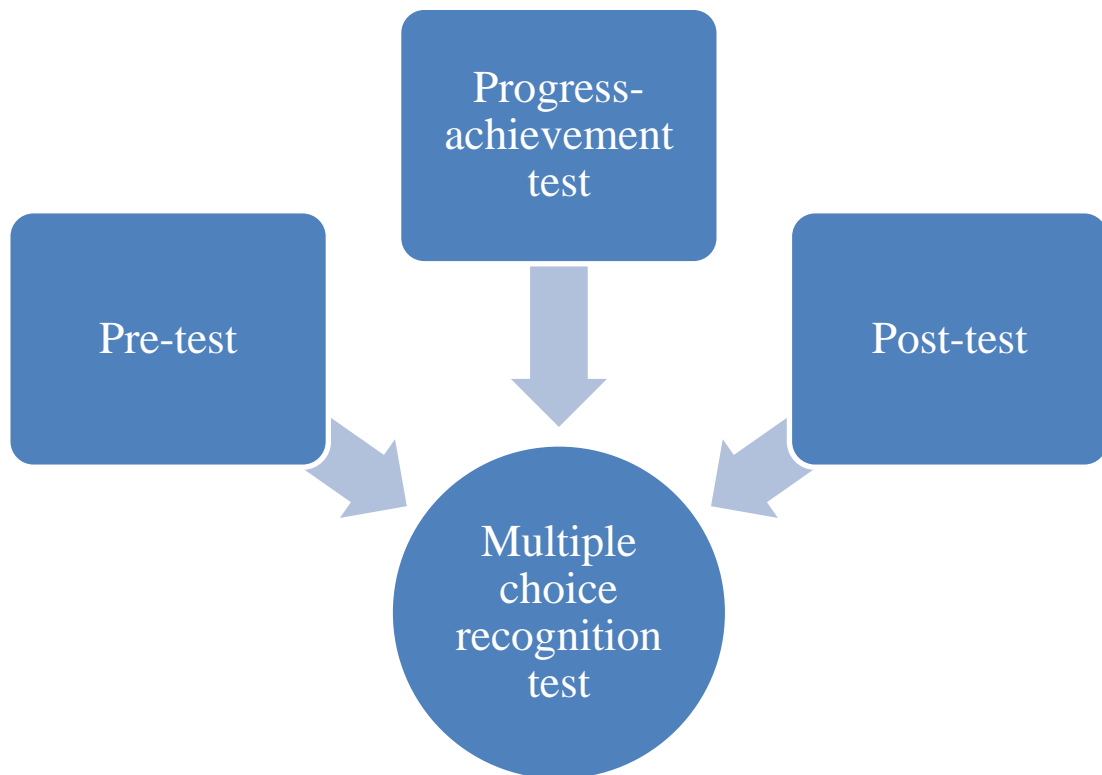 Progress-
achievement
test
Pre-test
Post-test
Multiple
choice
recognition
test